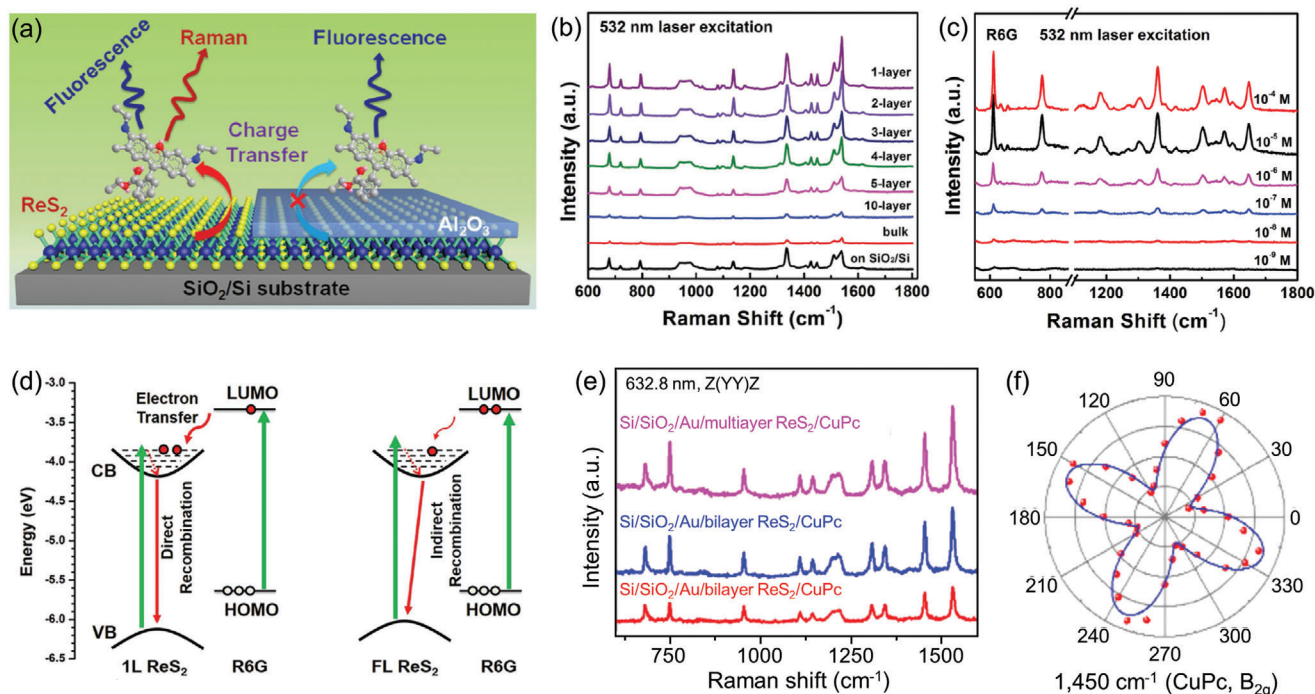 (a)
Fluorescence
Raman
Fluorescence
Charge
Transfer
ReS2
Al2O3
SiO2/Si substrate
(b)
532 nm laser excitation
Intensity (a.u.)
1-layer
2-layer
3-layer
4-layer
5-layer
10-layer
bulk
on SiO2/Si
600 800 1000 1200 1400 1600 1800
Raman Shift (cm-1)
(c)
R6G 532 nm laser excitation
Intensity (a.u.)
10-4 M
10-5 M
10-6 M
10-7 M
10-8 M
10-9 M
600 800 1200 1400 1600 1800
Raman Shift (cm-1)
(d)
Energy (eV)
-3.0
-3.5
-4.0
-4.5
-5.0
-5.5
-6.0
-6.5
Electron
Transfer
LUMO
CB
Direct
Recombination
HOMO
VB
1L ReS2
R6G
LUMO
Indirect
Recombination
HOMO
FL ReS2
R6G
(e)
632.8 nm, Z(YY)Z
Intensity (a.u.)
Si/SiO2/Au/multilayer ReS2/CuPc
Si/SiO2/Au/bilayer ReS2/CuPc
Si/SiO2/Au/bilayer ReS2/CuPc
750 1000 1250 1500
Raman shift (cm-1)
(f)
90
120 60
150 30
180 0
210 330
240 300
270
1,450 cm-1 (CuPc, B2g)